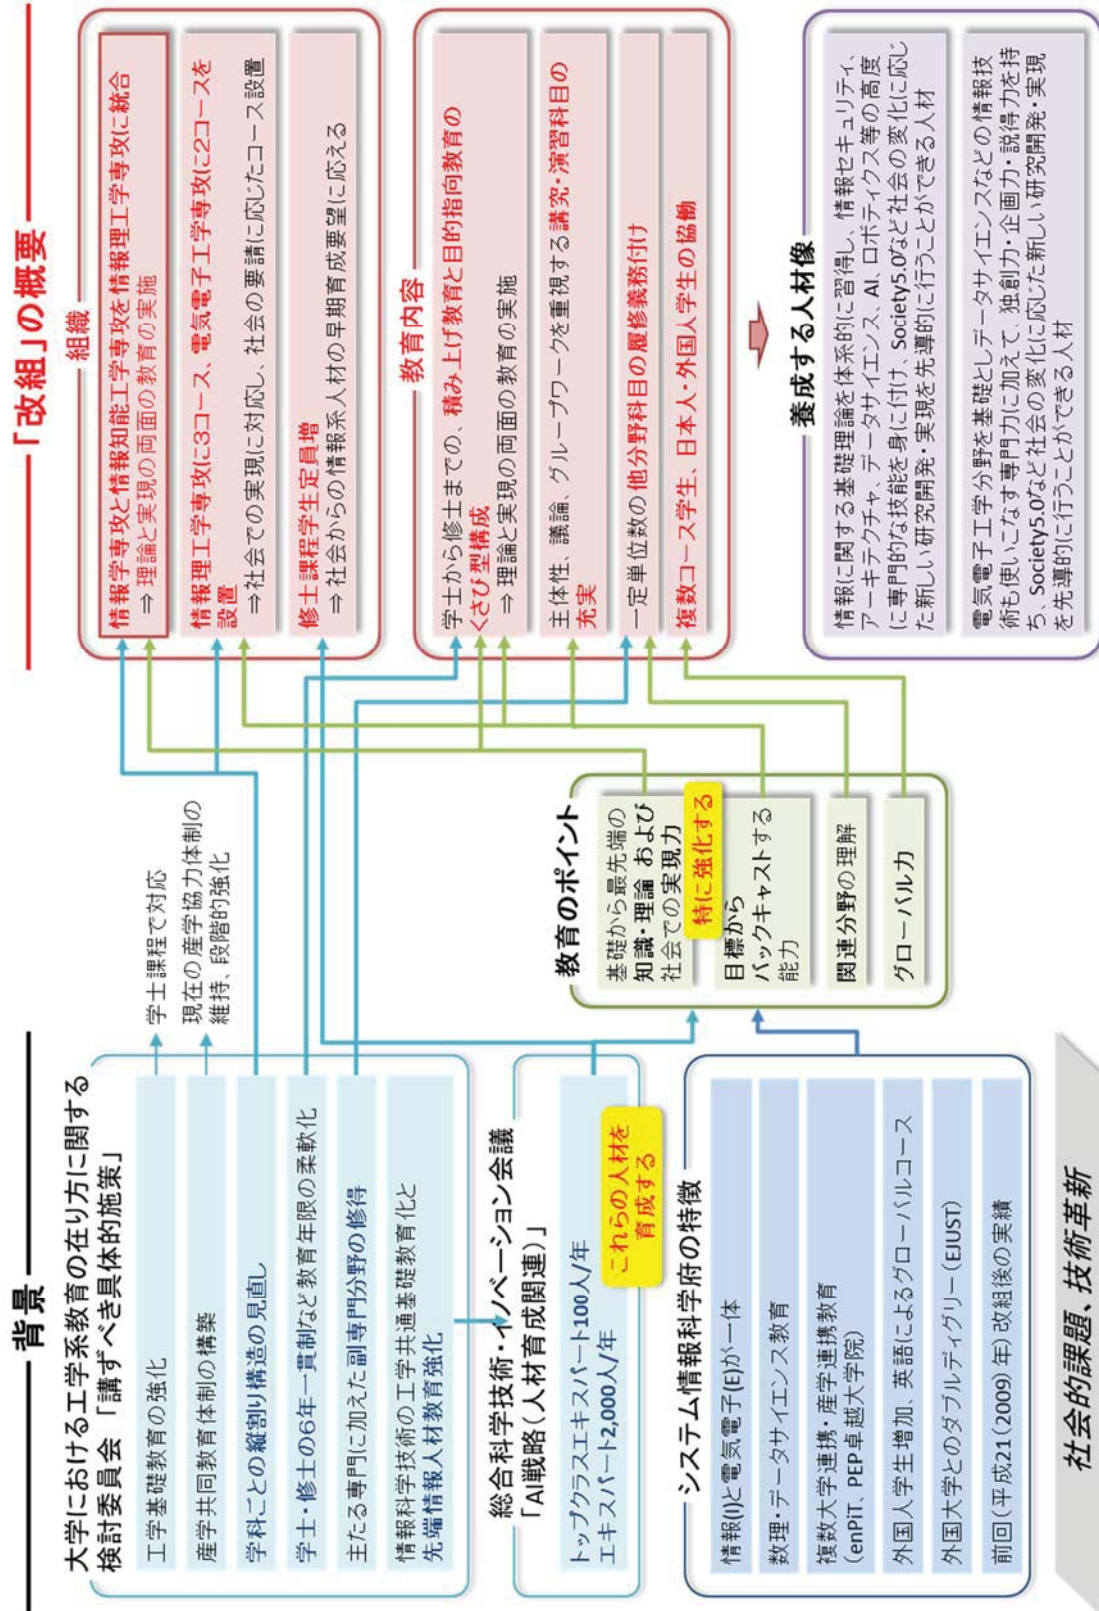 背景
大学における工学系教育の在り方に関する
検討委員会 「講ずべき具体的施策」
工学基礎教育の強化
産学共同教育体制の構築
学科ごとの縦割り構造の見直し
学士・修士の6年一貫制など教育年限の柔軟化
主たる専門に加えた副専門分野の修得
情報科学技術の工学共通基礎教育化と
先端情報人材教育強化
学士課程で対応
現在の産学協力体制の
維持、段階的強化
総合科学技術・イノベーション会議
「AI戦略(人材育成関連)」
トップクラスエキスパート100人/年
エキスパート2,000人/年
これらの人材を
育成する
システム情報科学府の特徴
情報(I)と電気電子(E)が一体
数理・データサイエンス教育
複数大学連携・産学連携教育
(enPiT、PEP卓越大学院)
外国人学生増加、英語によるグローバルコース
外国大学とのダブルディグリー(EJUST)
前回(平成21(2009)年)改組後の実績
社会的課題、技術革新
教育のポイント
基礎から最先端の
知識・理論 および
社会での実現力
特に強化する
目標から
バックキャストする
能力
関連分野の理解
グローバル力
「改組」の概要
組織
情報学専攻と情報知能工学専攻を情報理工学専攻に統合
⇒ 理論と実現の両面の教育の実施
情報理工学専攻に3コース、電気電子工学専攻に2コースを
設置
⇒社会での実現に対応し、社会の要請に応じたコース設置
修士課程学生定員増
⇒社会からの情報系人材の早期育成要望に応える
教育内容
学士から修士までの、積み上げ教育と目的指向教育の
くさび型構成
⇒ 理論と実現の両面の教育の実施
主体性、議論、グループワークを重視する講究・演習科目の
充実
一定単位数の他分野科目の履修義務付け
複数コース学生、日本人・外国人学生の協働
養成する人材像
情報に関する基礎理論を体系的に習得し、情報セキュリティ、
アーキテクチャ、データサイエンス、AI、ロボティクス等の高度
に専門的な技能を身に付け、Society5.0など社会の変化に応じ
た新しい研究開発・実現を先導的に行うことができる人材
電気電子工学分野を基礎としデータサイエンスなどの情報技
術も使いこなす専門力に加えて、独創力・企画力・説得力を持
ち、Society5.0など社会の変化に応じた新しい研究開発・実現
を先導的に行うことができる人材